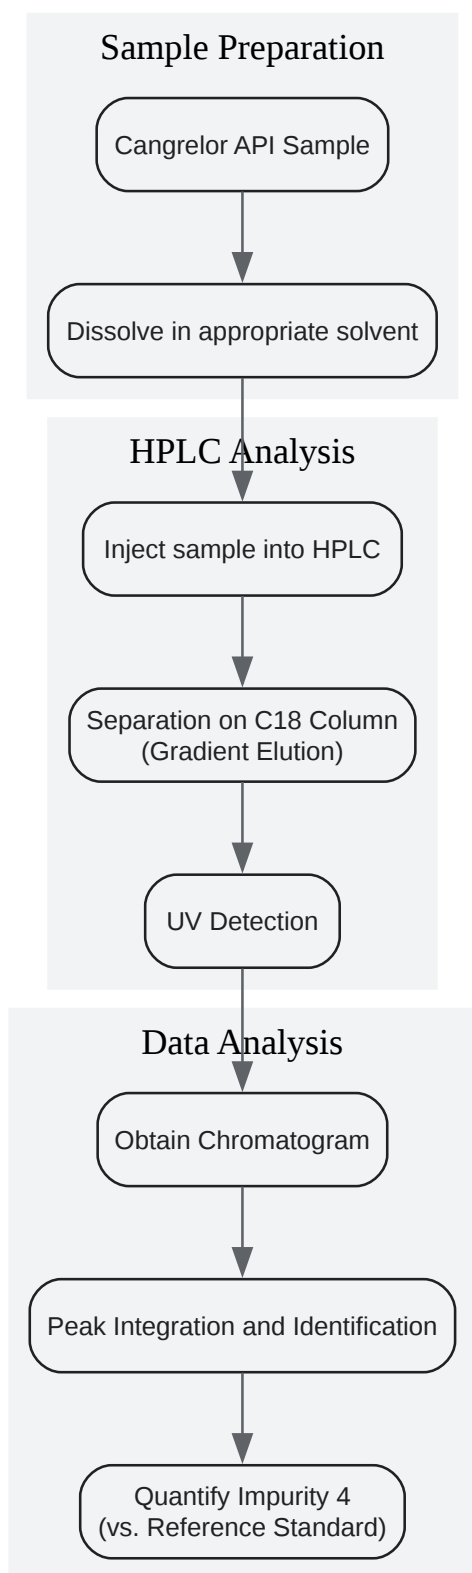 Sample Preparation
Cangrelor API Sample
Dissolve in appropriate solvent
HPLC Analysis
Inject sample into HPLC
Separation on C18 Column
(Gradient Elution)
UV Detection
Data Analysis
Obtain Chromatogram
Peak Integration and Identification
Quantify Impurity 4
(vs. Reference Standard)